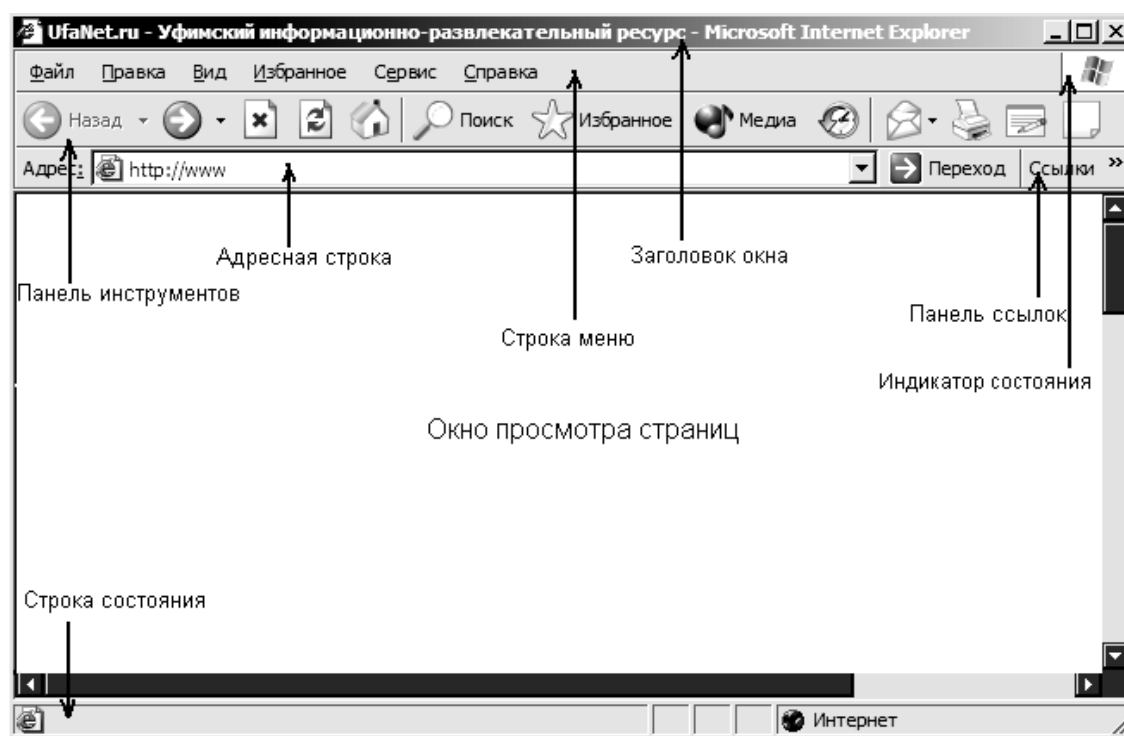 UfaNet.ru - Уфимский информационно-развлекательный ресурс - Microsoft Internet Explorer
Файл Правка Вид Избранное Сервис Справка
Назад Поиск Избранное Медиа
Адрес: http://www Переход Ссылки »
Адресная строка Заголовок окна
Панель инструментов
Панель ссылок
Строка меню
Индикатор состояния
Окно просмотра страниц
Строка состояния
Интернет